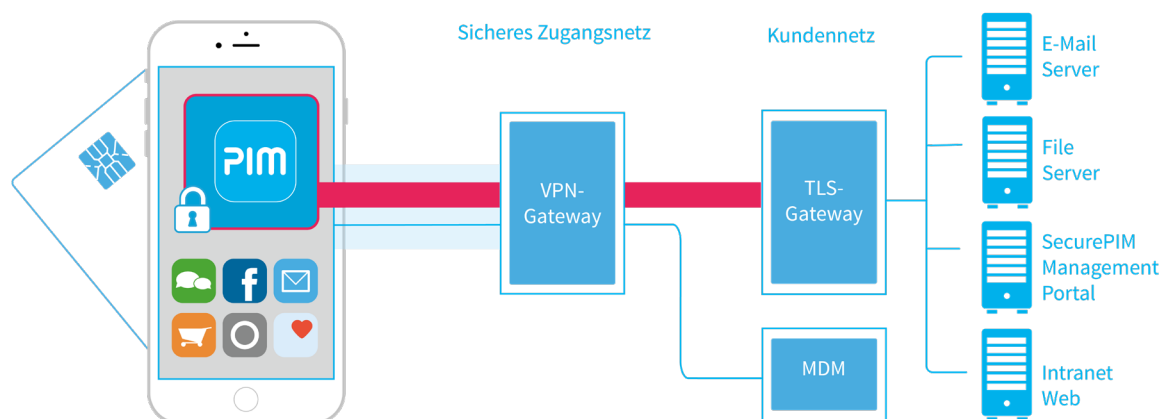 Sicheres Zugangsnetz
Kundennetz
E-Mail
Server
PIM
VPN-
Gateway
TLS-
Gateway
File
Server
SecurePIM
Management
Portal
MDM
Intranet
Web